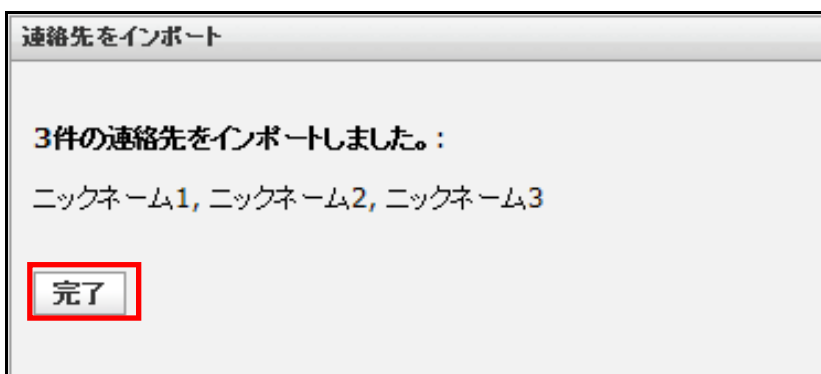 連絡先をインポート
3件の連絡先をインポートしました。:
ニックネーム1, ニックネーム2, ニックネーム3
完了